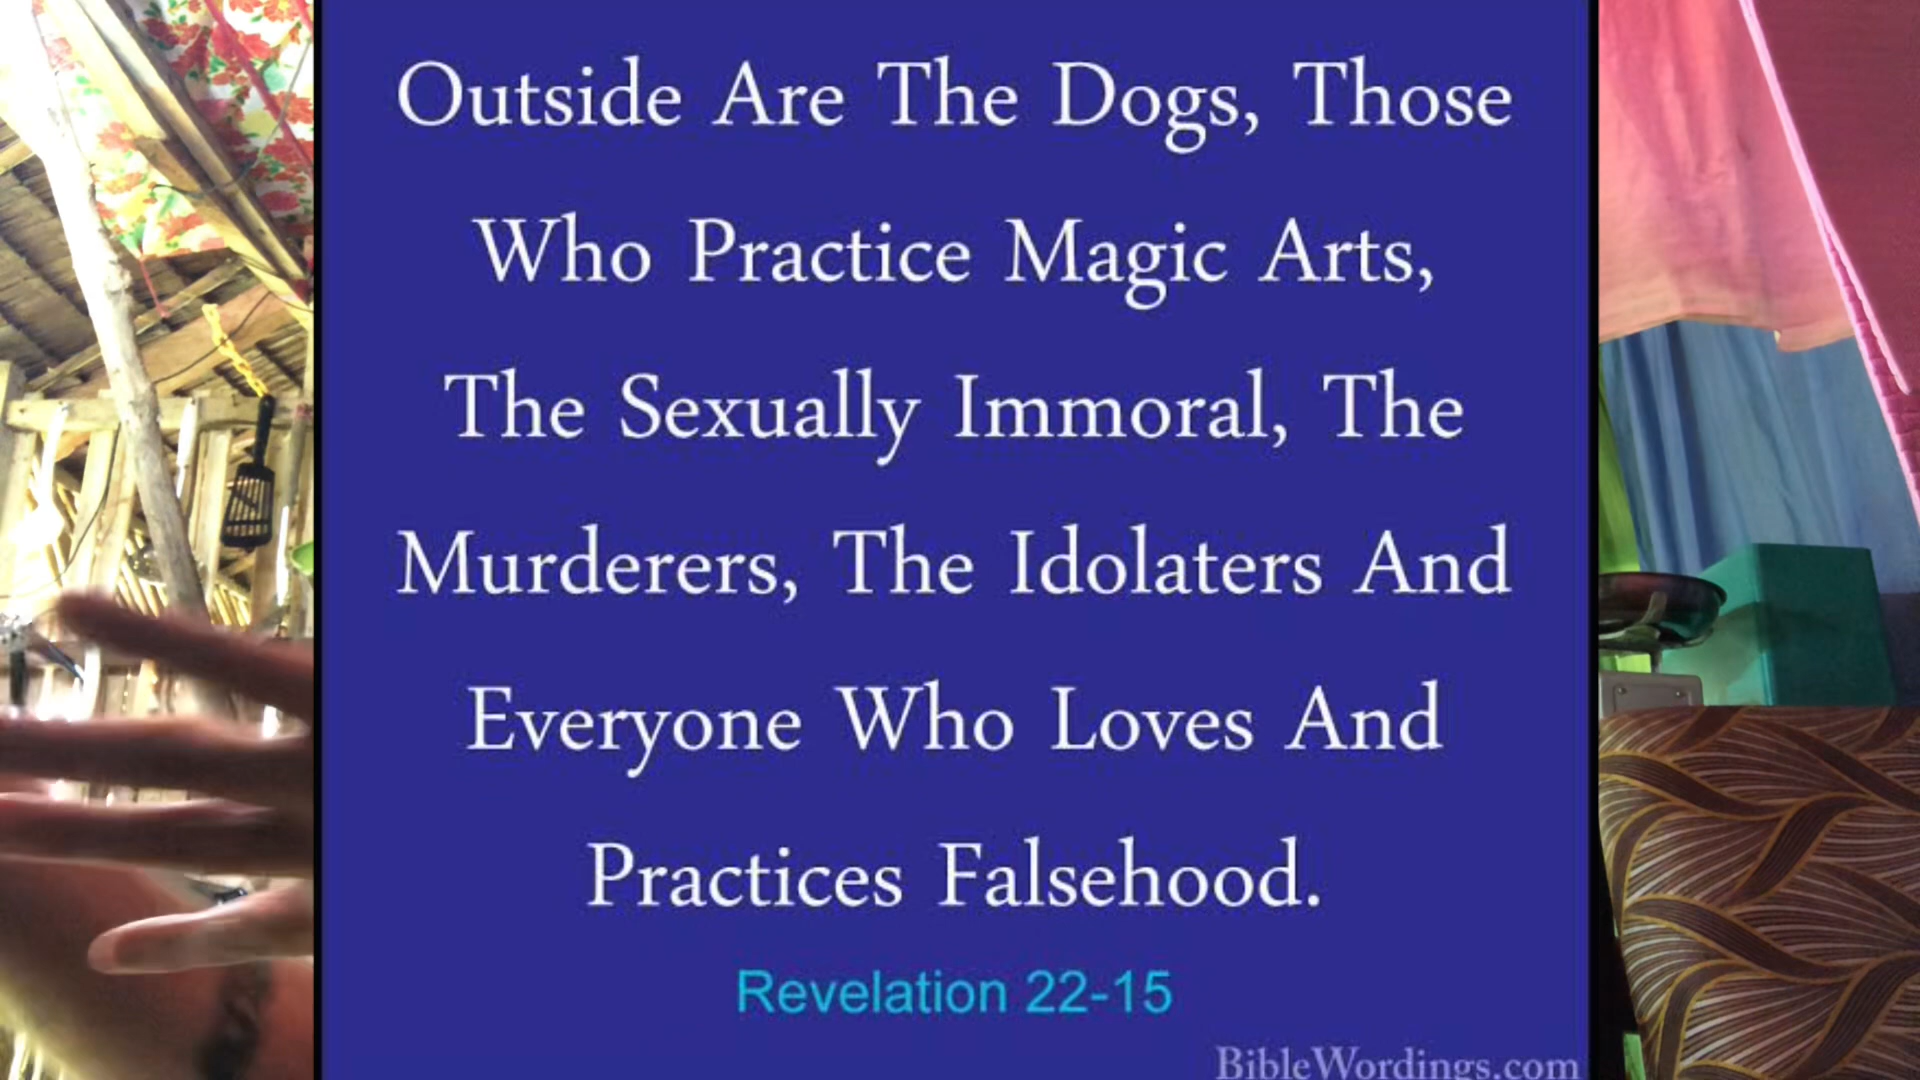 Outside Are The Dogs, Those
Who Practice Magic Arts,
The Sexually Immoral, The
Murderers, The Idolaters And
Everyone Who Loves And
Practices Falsehood.
Revelation 22-15
BibleWordings.com